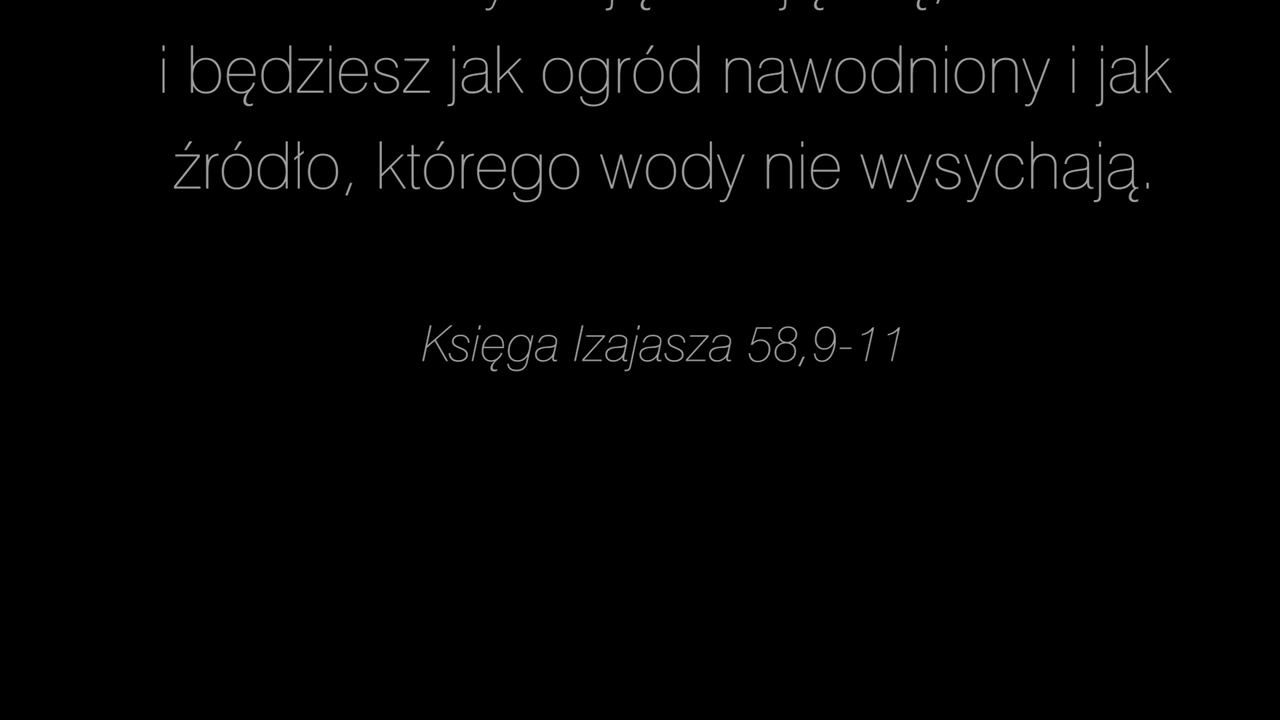 i będziesz jak ogród nawodniony i jak
źródło, którego wody nie wysychają.
Księga Izajasza 58,9-11